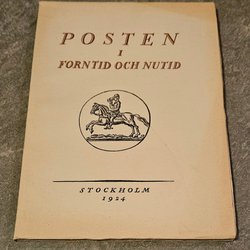 POSTEN
I
FORNTID OCH NUTID
STOCKHOLM
1924